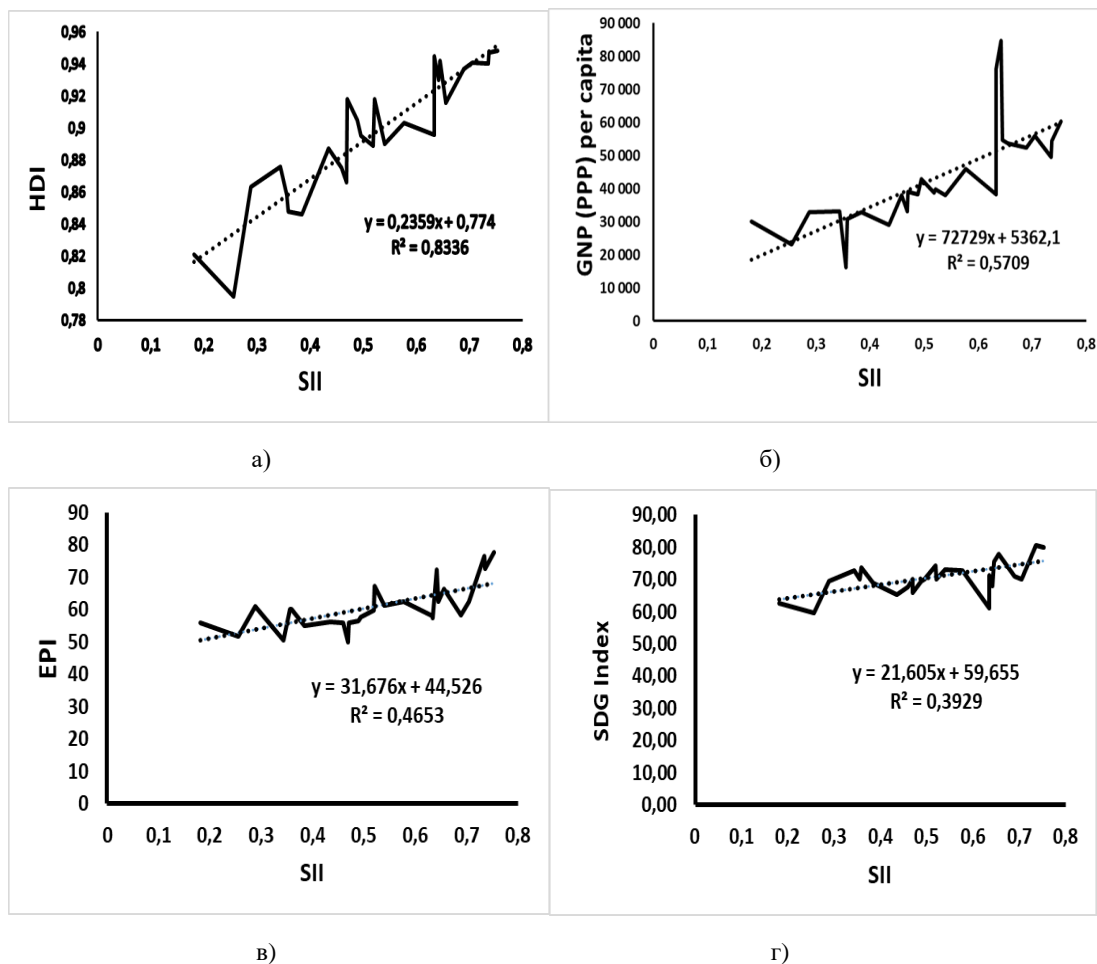 0,96
0,94
0,92
0,9
0,88
0,86
0,84
0,82
0,8
0,78
HDI
y = 0,2359x + 0,774
R² = 0,8336
0 0,1 0,2 0,3 0,4 0,5 0,6 0,7 0,8
SII
90 000
80 000
70 000
60 000
50 000
40 000
30 000
20 000
10 000
0
GNP (PPP) per capita
y = 72729x + 5362,1
R² = 0,5709
0 0,1 0,2 0,3 0,4 0,5 0,6 0,7 0,8
SII
а) б)
90
80
70
60
50
40
30
20
10
0
EPI
y = 31,676x + 44,526
R² = 0,4653
0 0,1 0,2 0,3 0,4 0,5 0,6 0,7 0,8
SII
90,00
80,00
70,00
60,00
50,00
40,00
30,00
20,00
10,00
0,00
SDG Index
y = 21,605x + 59,655
R² = 0,3929
0 0,1 0,2 0,3 0,4 0,5 0,6 0,7 0,8
SII
в) г)